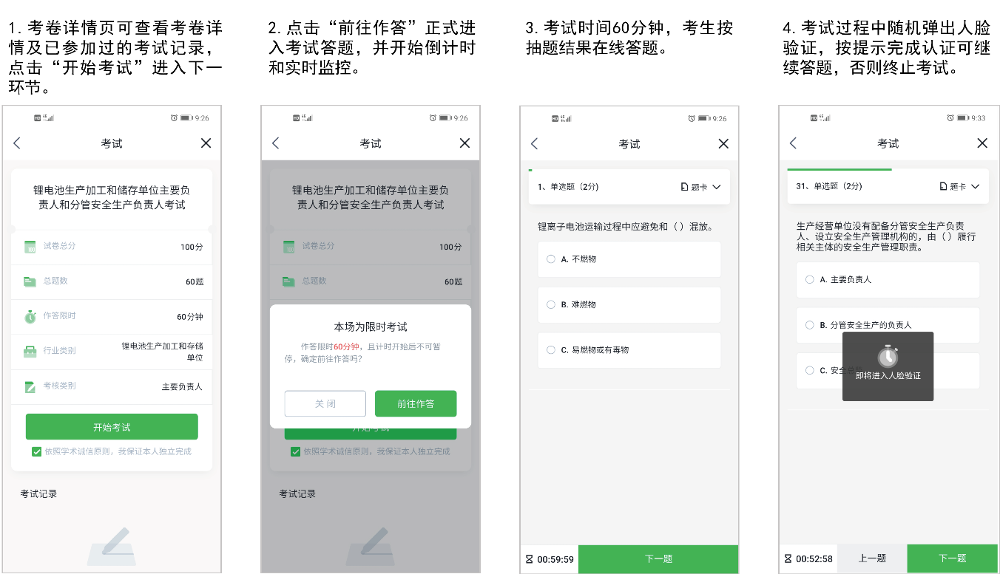 1. 考卷详情页可查看考卷详
情及已参加过的考试记录，
点击“开始考试”进入下一
环节。
2. 点击“前往作答”正式进
入考试答题，并开始倒计时
和实时监控。
3. 考试时间60分钟，考生按
抽题结果在线答题。
4. 考试过程中随机弹出人脸
验证，按提示完成认证可继
续答题，否则终止考试。
HD 9:26
考试
锂电池生产加工和储存单位主要负
责人和分管安全生产负责人考试
试卷总分 100分
总题数 60题
作答限时 60分钟
行业类别 锂电池生产加工和存储
单位
考核类别 主要负责人
开始考试
依照学术诚信原则，我保证本人独立完成
考试记录
HD 9:26
考试
锂电池生产加工和储存单位主要负
责人和分管安全生产负责人考试
试卷总分 100分
总题数 60题
本场为限时考试
作答限时60分钟，且计时开始后不可暂
停，确定前往作答吗？
关闭 前往作答
开始考试
依照学术诚信原则，我保证本人独立完成
考试记录
HD 9:26
考试
1、单选题（2分） 题卡
锂离子电池运输过程中应避免和（ ）混放。
A. 不燃物
B. 难燃物
C. 易燃物或有毒物
00:59:59 下一题
HD 9:33
考试
31、单选题（2分） 题卡
生产经营单位没有配备分管安全生产负责
人、设立安全生产管理机构的，由（ ）履行
相关主体的安全生产管理职责。
A. 主要负责人
B. 分管安全生产的负责人
C. 安全
即将进入人脸验证
00:52:58 上一题 下一题